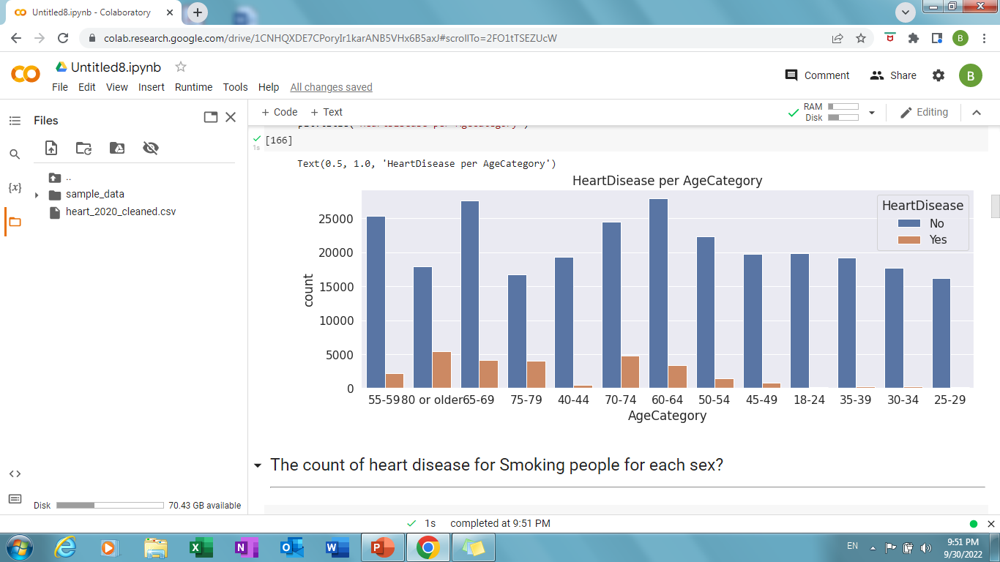 Untitled8.ipynb - Colaboratory
colab.research.google.com/drive/1CNHQXDE7CPoryIr1karANB5VHx6B5axJ#scrollTo=2FO1tTSEZUcW
B
Untitled8.ipynb
File Edit View Insert Runtime Tools Help All changes saved
Comment Share B
Files
+ Code + Text
RAM
Disk
Editing
..
sample_data
heart_2020_cleaned.csv
{x}
[166]
1s
Text(0.5, 1.0, 'HeartDisease per AgeCategory')
HeartDisease per AgeCategory
HeartDisease
No
Yes
count
25000
20000
15000
10000
5000
0
55-59 80 or older 65-69 75-79 40-44 70-74 60-64 50-54 45-49 18-24 35-39 30-34 25-29
AgeCategory
The count of heart disease for Smoking people for each sex?
Disk 70.43 GB available
1s completed at 9:51 PM
EN
9:51 PM
9/30/2022